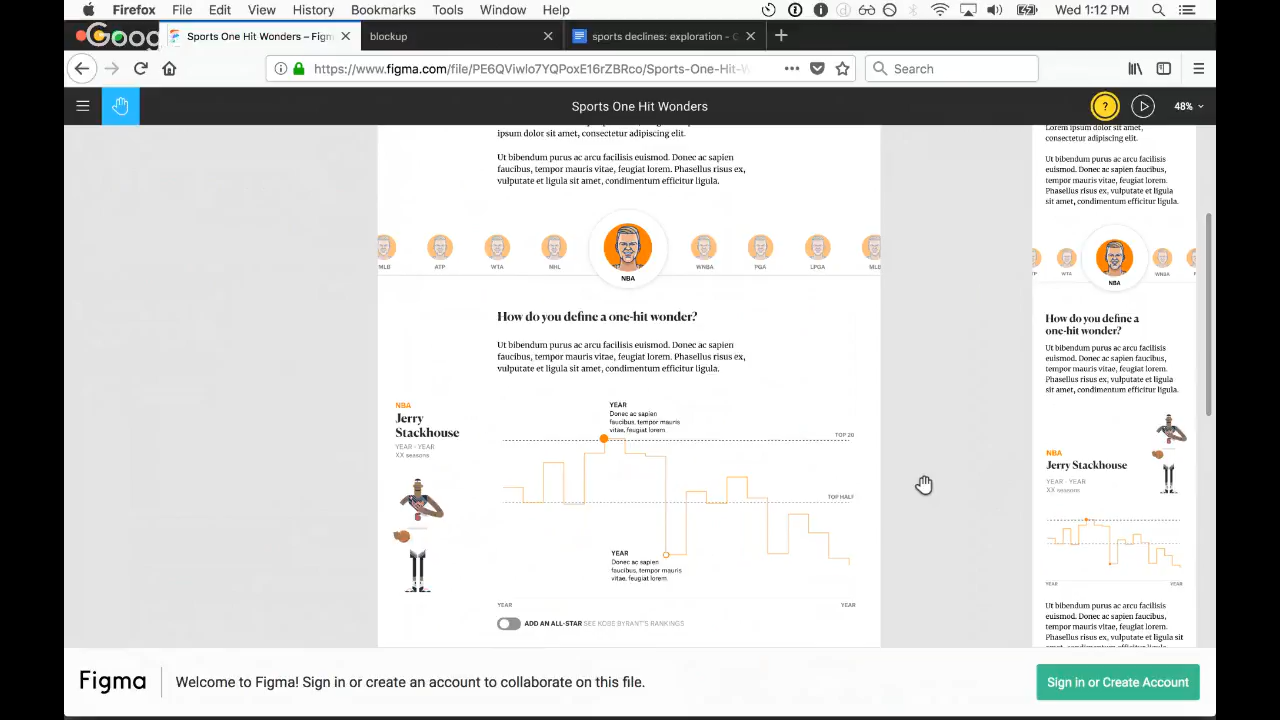 Firefox File Edit View History Bookmarks Tools Window Help
Wed 1:12 PM
Goog
Sports One Hit Wonders – Figm
blockup
sports declines: exploration -
https://www.figma.com/file/PE6QViwlo7YQPoxE16rZBRco/Sports-One-Hit-W
Search
Sports One Hit Wonders
?
48%
ipsum dolor sit amet, consectetur adipiscing elit.
Ut bibendum purus ac arcu facilisis euismod. Donec ac sapien
faucibus, tempor mauris vitae, feugiat lorem. Phasellus risus ex,
vulputate et ligula sit amet, condimentum efficitur ligula.
MLB
ATP
WTA
NHL
NBA
WNBA
PGA
LPGA
MLB
How do you define a one-hit wonder?
Ut bibendum purus ac arcu facilisis euismod. Donec ac sapien
faucibus, tempor mauris vitae, feugiat lorem. Phasellus risus ex,
vulputate et ligula sit amet, condimentum efficitur ligula.
NBA
Jerry
Stackhouse
YEAR - YEAR
XX seasons
YEAR
Donec ac sapien
faucibus, tempor mauris
vitae, feugiat lorem
TOP 20
TOP HALF
YEAR
Donec ac sapien
faucibus, tempor mauris
vitae, feugiat lorem.
YEAR
YEAR
ADD AN ALL-STAR SEE KOBE BYRANT'S RANKINGS
Lorem ipsum dolor sit amet,
consectetur adipiscing elit.
Ut bibendum purus ac arcu
facilisis euismod. Donec ac
sapien faucibus, tempor
mauris vitae, feugiat lorem.
Phasellus risus ex, vulputate
et ligula sit amet,
condimentum efficitur ligula.
WTA
NBA
WNBA
How do you define a
one-hit wonder?
Ut bibendum purus ac arcu facilisis
euismod. Donec ac sapien faucibus,
tempor mauris vitae, feugiat lorem.
Phasellus risus ex, vulputate et ligula
sit amet, condimentum efficitur ligula.
NBA
Jerry Stackhouse
YEAR - YEAR
XX seasons
YEAR
YEAR
Ut bibendum purus ac arcu facilisis
euismod. Donec ac sapien faucibus,
tempor mauris vitae, feugiat lorem.
Phasellus risus ex, vulputate et ligula
Figma
Welcome to Figma! Sign in or create an account to collaborate on this file.
Sign in or Create Account